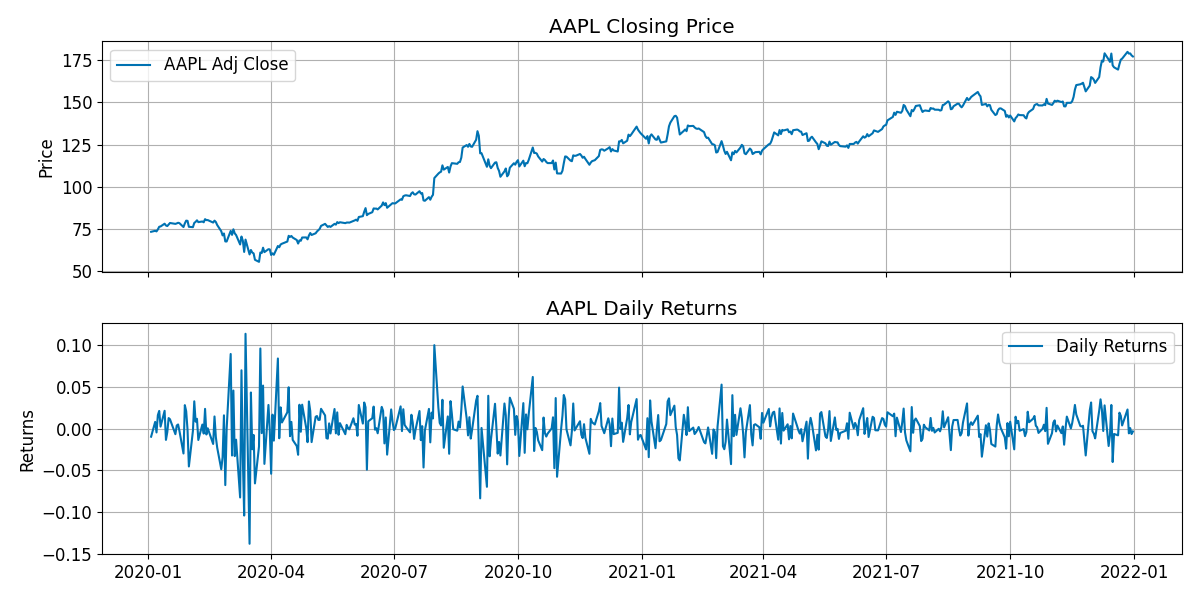 AAPL Closing Price
175
150
125
100
75
50
Price
AAPL Adj Close
AAPL Daily Returns
0.10
0.05
0.00
−0.05
−0.10
−0.15
Returns
Daily Returns
2020-01 2020-04 2020-07 2020-10 2021-01 2021-04 2021-07 2021-10 2022-01